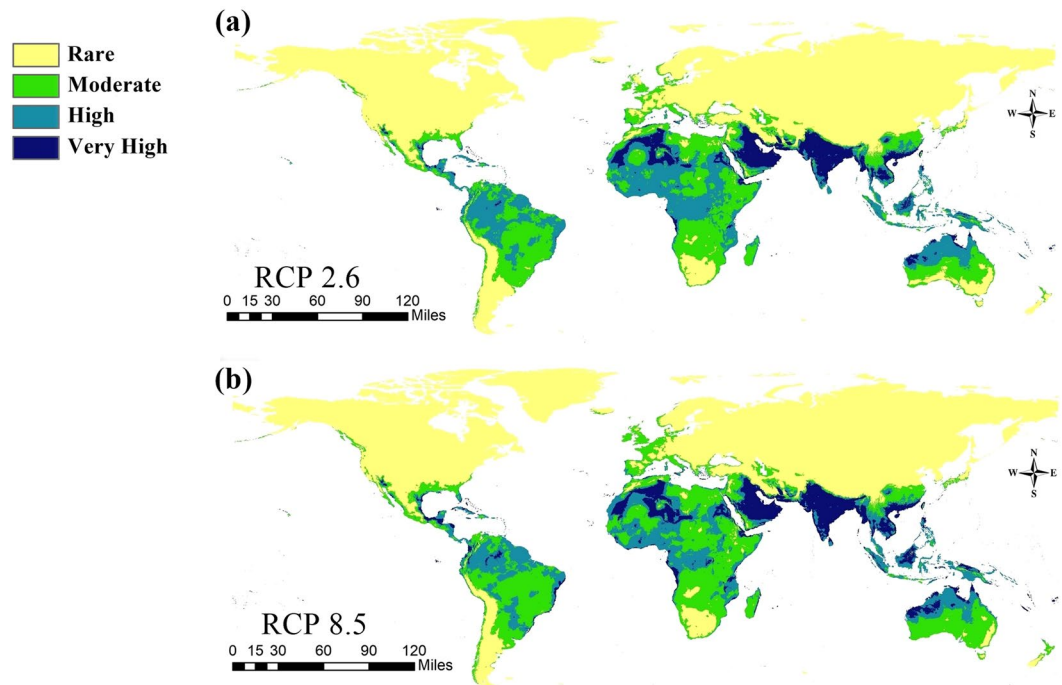 (a)
Rare
Moderate
High
Very High
N
W E
S
RCP 2.6
0 15 30 60 90 120
Miles
(b)
N
W E
S
RCP 8.5
0 15 30 60 90 120
Miles